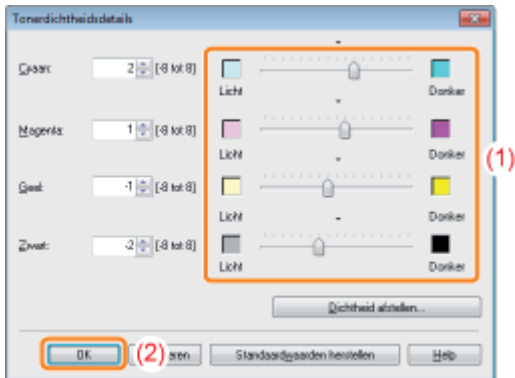 Tonerdichtheidsdetails
Cyaan: 2 [-8 tot 8]
Licht Donker
Magenta: 1 [-8 tot 8]
Licht Donker
(1)
Geel: -1 [-8 tot 8]
Licht Donker
Zwart: -2 [-8 tot 8]
Licht Donker
Dichtheid afstellen...
OK (2) eren Standaardwaarden herstellen Help